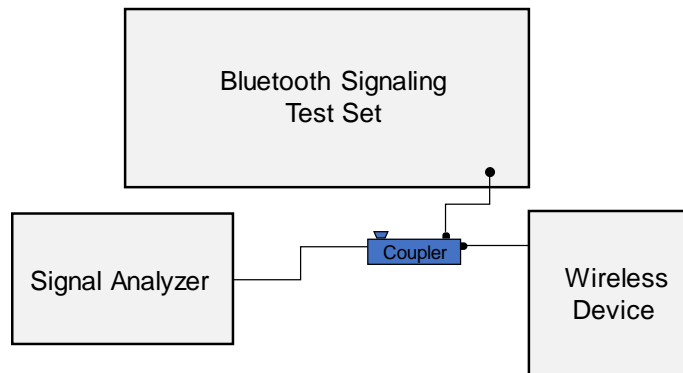 Bluetooth Signaling
Test Set
Signal Analyzer
Coupler
Wireless
Device